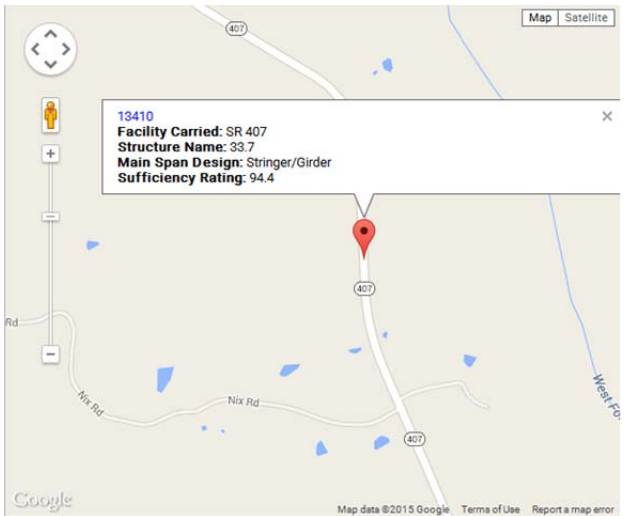 407
Map Satellite
13410
Facility Carried: SR 407
Structure Name: 33.7
Main Span Design: Stringer/Girder
Sufficiency Rating: 94.4
407
Rd
Nix Rd
Nix Rd
West Fo
407
Google
Map data ©2015 Google Terms of Use Report a map error